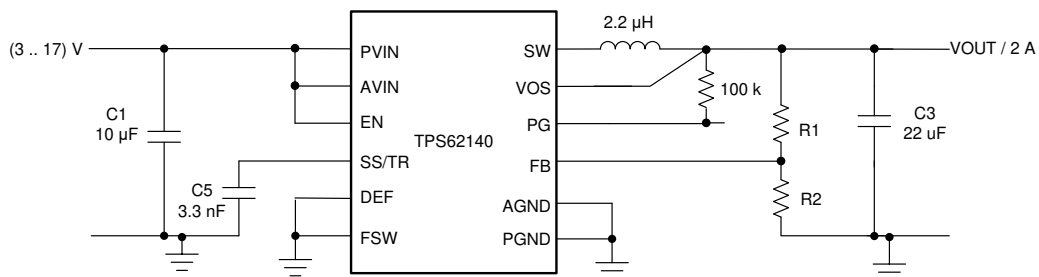 2.2 µH
(3 .. 17) V
PVIN
SW
VOUT / 2 A
AVIN
VOS
100 k
C1
10 µF
EN
PG
C3
22 uF
R1
TPS62140
SS/TR
FB
C5
3.3 nF
DEF
AGND
R2
FSW
PGND